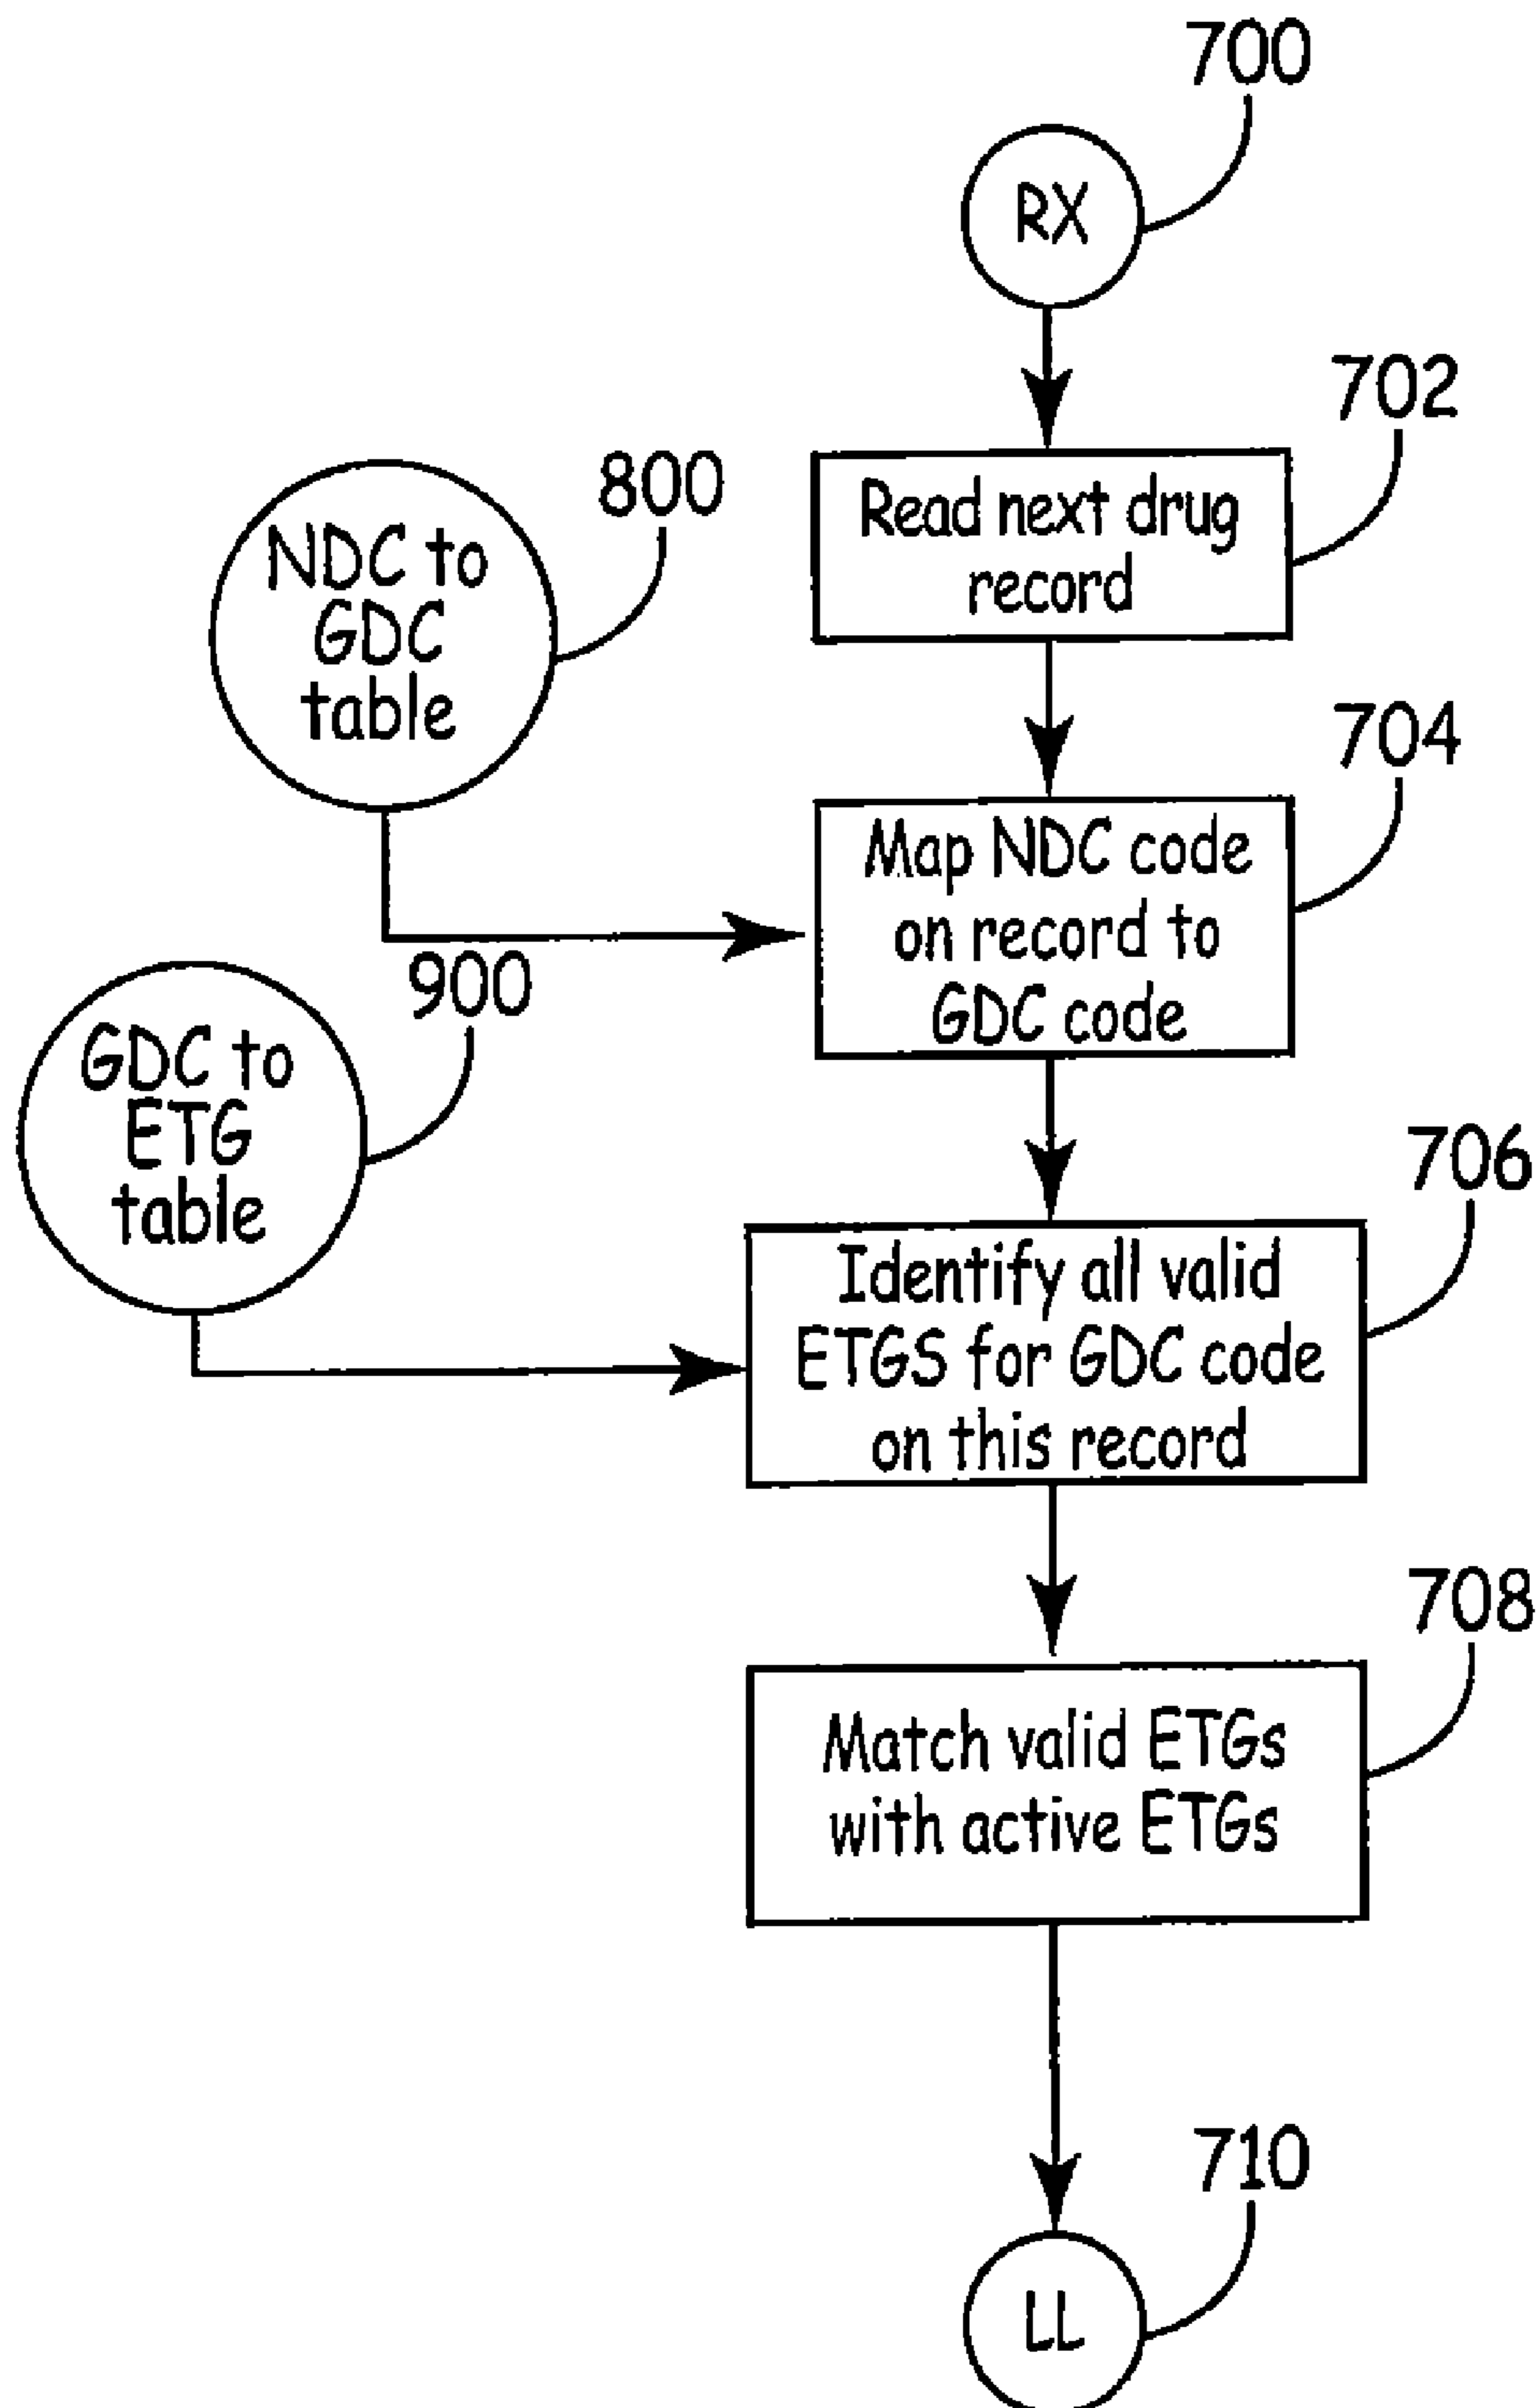 700
RX
702
Read next drug
record
800
NDC to
GDC
table
704
Map NDC code
on record to
GDC code
900
GDC to
ETG
table
706
Identify all valid
ETGS for GDC code
on this record
708
Match valid ETGs
with active ETGs
710
LL